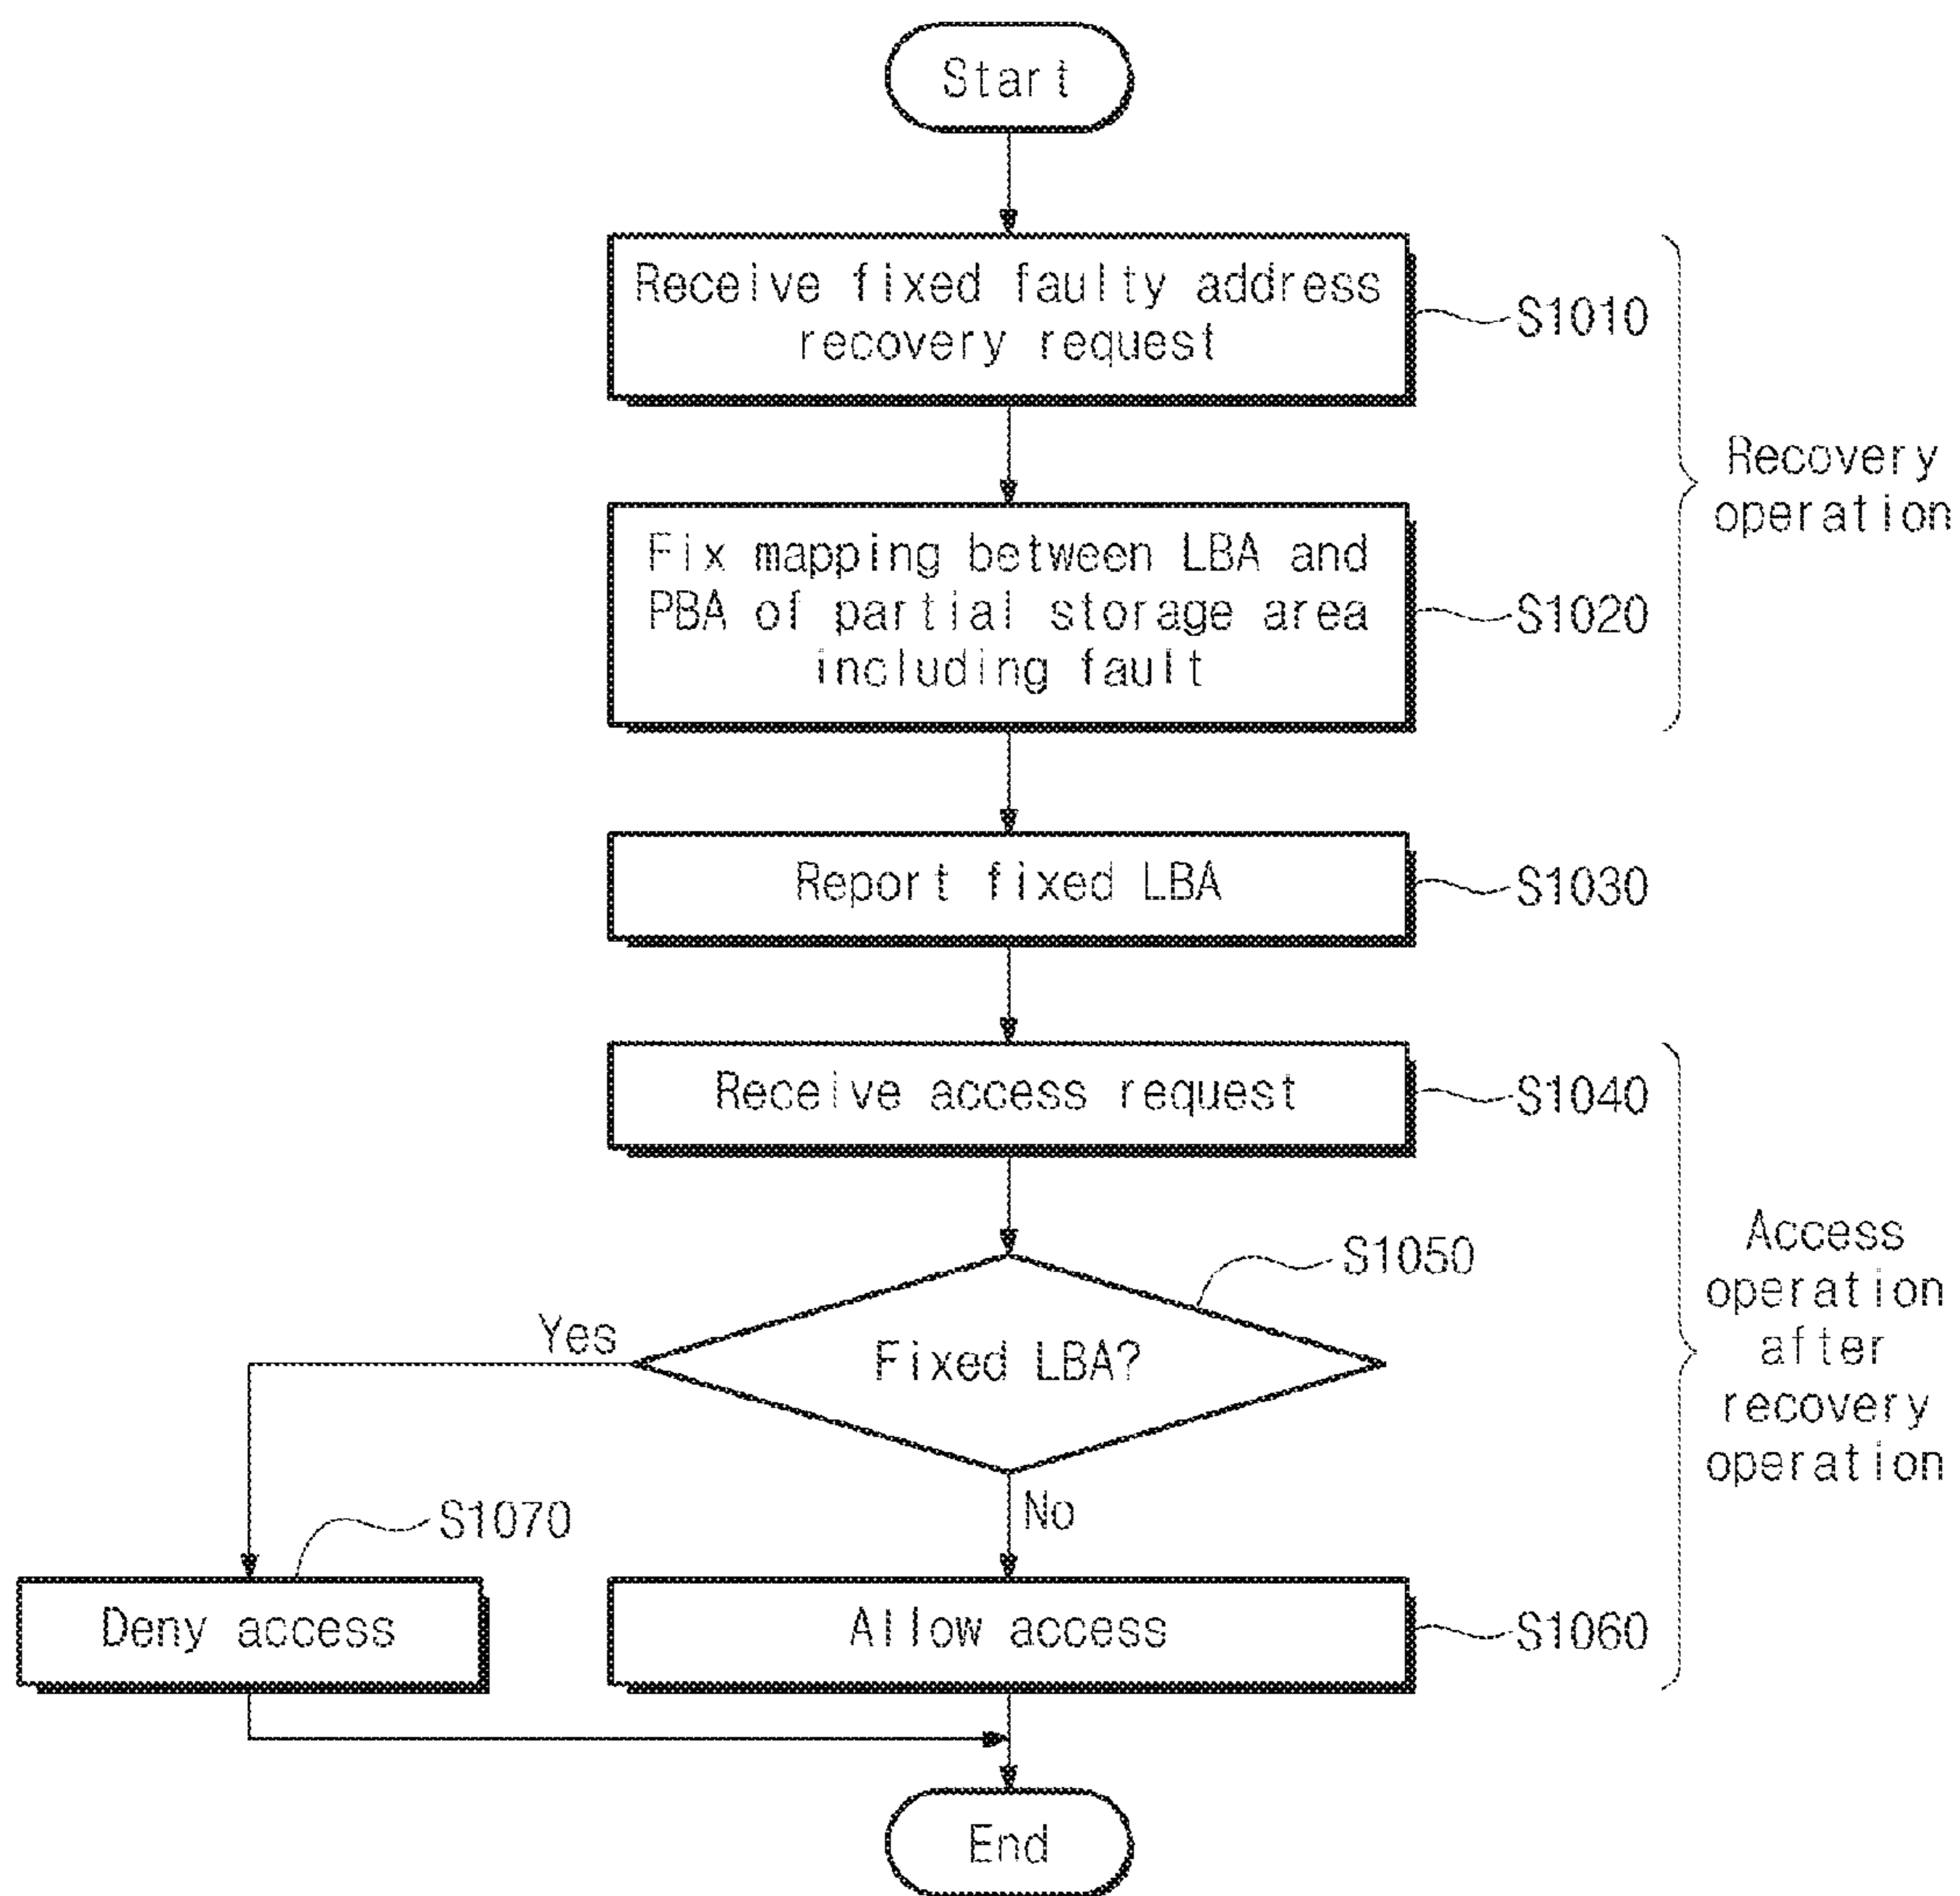 Start
Receive fixed faulty address
recovery request
S1010
Fix mapping between LBA and
PBA of partial storage area
including fault
S1020
Recovery
operation
Report fixed LBA
S1030
Receive access request
S1040
S1050
Fixed LBA?
Yes
No
Access
operation
after
recovery
operation
S1070
Deny access
Allow access
S1060
End